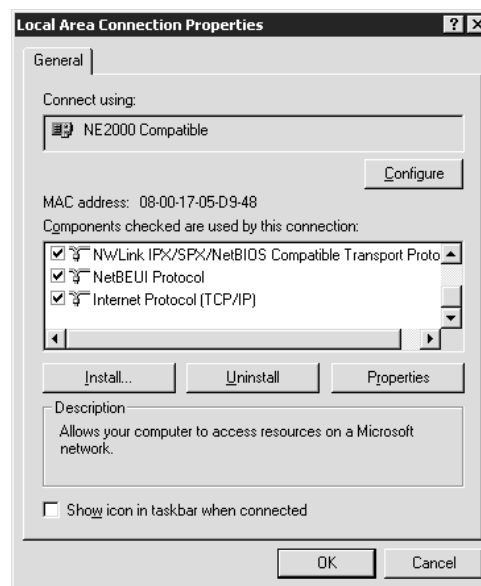 Local Area Connection Properties
General
Connect using:
NE2000 Compatible
Configure
MAC address: 08-00-17-05-D9-48
Components checked are used by this connection:
NWLink IPX/SPX/NetBIOS Compatible Transport Proto
NetBEUI Protocol
Internet Protocol (TCP/IP)
Install... Uninstall Properties
Description
Allows your computer to access resources on a Microsoft
network.
Show icon in taskbar when connected
OK Cancel